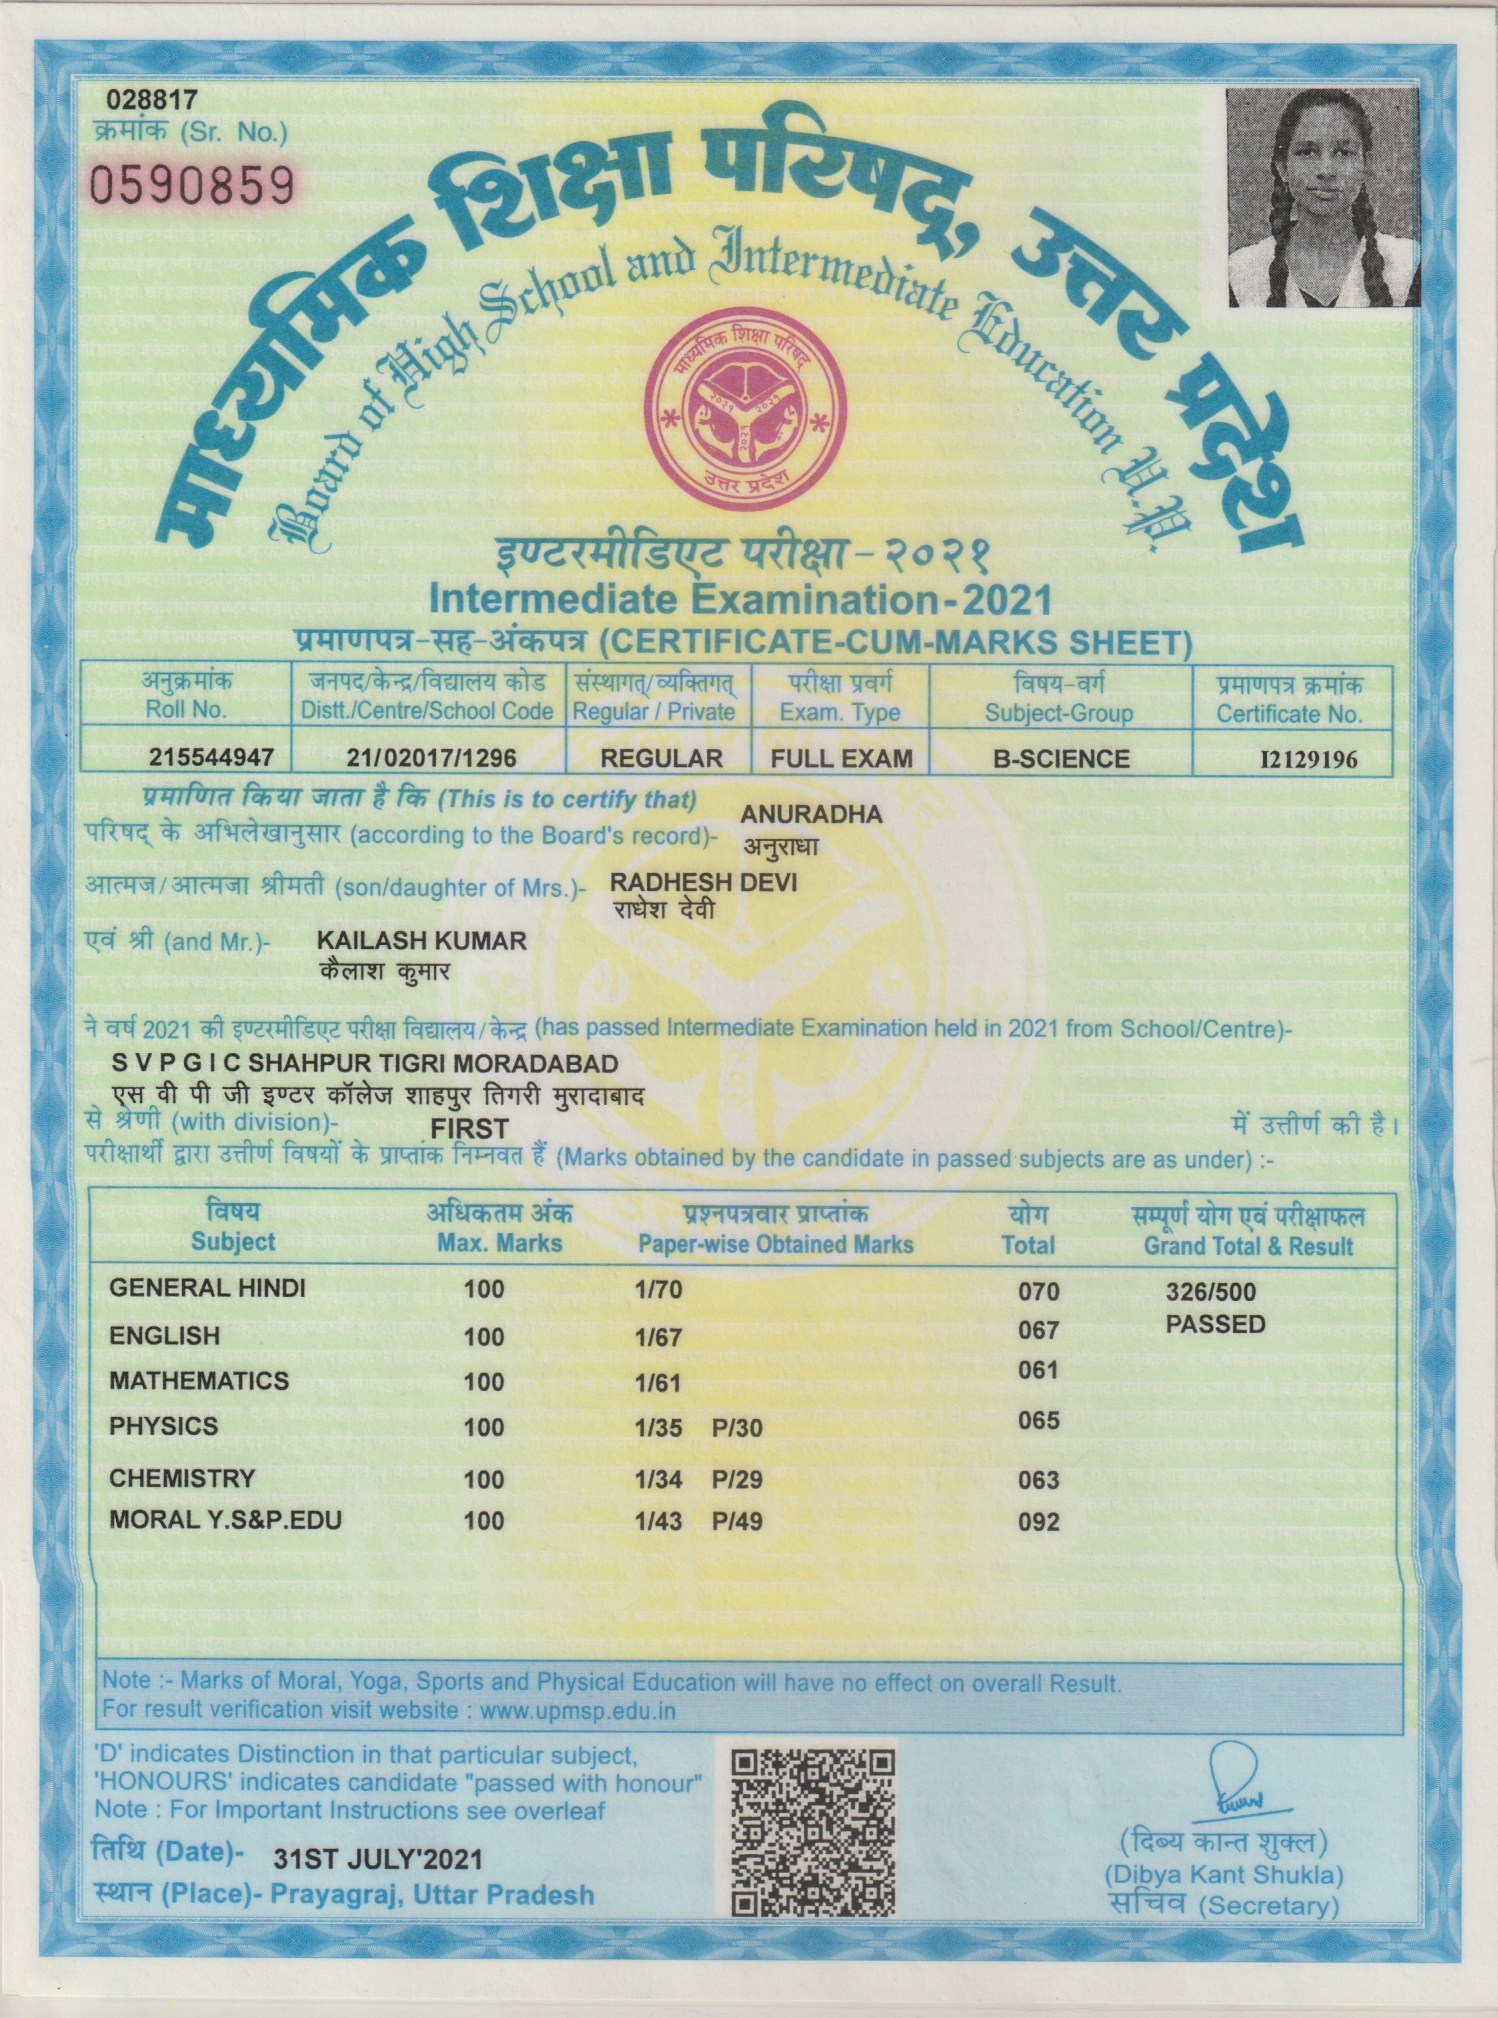 028817
क्रमांक (Sr. No.)
0590859
माध्यमिक शिक्षा परिषद्, उत्तर प्रदेश
Board of High School and Intermediate Education U.P.
माध्यमिक शिक्षा परिषद्
२०२१ २०२१
२०२१
उत्तर प्रदेश
इण्टरमीडिएट परीक्षा-२०२१
Intermediate Examination-2021
प्रमाणपत्र-सह-अंकपत्र (CERTIFICATE-CUM-MARKS SHEET)
अनुक्रमांक जनपद/केन्द्र/विद्यालय कोड संस्थागत्/व्यक्तिगत् परीक्षा प्रवर्ग विषय-वर्ग प्रमाणपत्र क्रमांक
Roll No. Distt./Centre/School Code Regular / Private Exam. Type Subject-Group Certificate No.
215544947 21/02017/1296 REGULAR FULL EXAM B-SCIENCE I2129196
प्रमाणित किया जाता है कि (This is to certify that) ANURADHA
परिषद् के अभिलेखानुसार (according to the Board's record)- अनुराधा
आत्मज/आत्मजा श्रीमती (son/daughter of Mrs.)- RADHESH DEVI
राधेश देवी
एवं श्री (and Mr.)- KAILASH KUMAR
कैलाश कुमार
ने वर्ष 2021 की इण्टरमीडिएट परीक्षा विद्यालय/केन्द्र (has passed Intermediate Examination held in 2021 from School/Centre)-
S V P G I C SHAHPUR TIGRI MORADABAD
एस वी पी जी इण्टर कॉलेज शाहपुर तिगरी मुरादाबाद
से श्रेणी (with division)- FIRST में उत्तीर्ण की है।
परीक्षार्थी द्वारा उत्तीर्ण विषयों के प्राप्तांक निम्नवत हैं (Marks obtained by the candidate in passed subjects are as under) :-
विषय अधिकतम अंक प्रश्नपत्रवार प्राप्तांक योग सम्पूर्ण योग एवं परीक्षाफल
Subject Max. Marks Paper-wise Obtained Marks Total Grand Total & Result
GENERAL HINDI 100 1/70 070 326/500
ENGLISH 100 1/67 067 PASSED
MATHEMATICS 100 1/61 061
PHYSICS 100 1/35 P/30 065
CHEMISTRY 100 1/34 P/29 063
MORAL Y.S&P.EDU 100 1/43 P/49 092
Note :- Marks of Moral, Yoga, Sports and Physical Education will have no effect on overall Result.
For result verification visit website : www.upmsp.edu.in
'D' indicates Distinction in that particular subject,
'HONOURS' indicates candidate "passed with honour"
Note : For Important Instructions see overleaf
तिथि (Date)- 31ST JULY'2021
स्थान (Place)- Prayagraj, Uttar Pradesh
(दिब्य कान्त शुक्ल)
(Dibya Kant Shukla)
सचिव (Secretary)